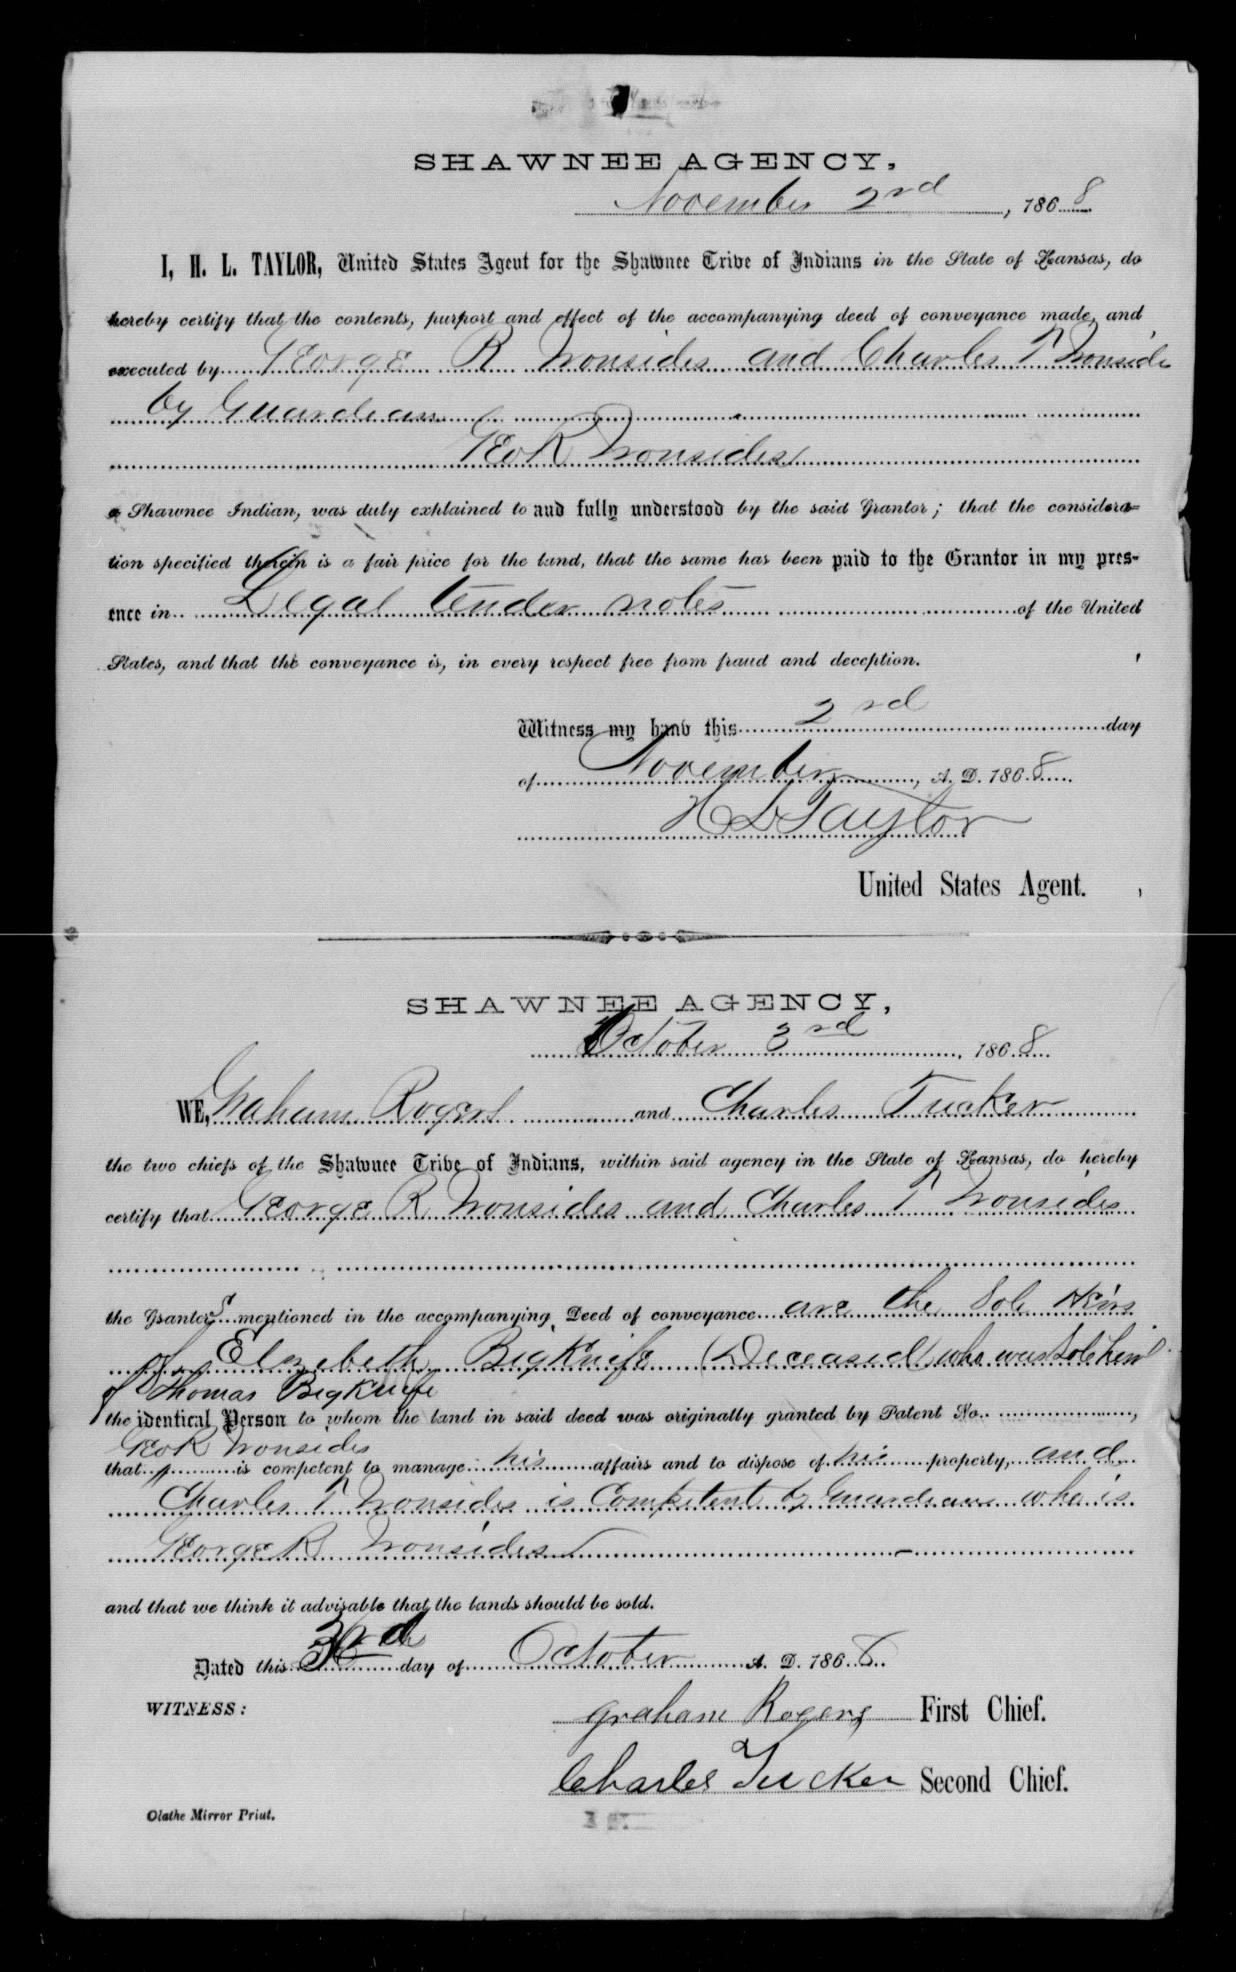 SHAWNEE AGENCY,
November 2nd, 1868
I, H. L. TAYLOR, United States Agent for the Shawnee Tribe of Indians in the State of Kansas, do
hereby certify that the contents, purport and effect of the accompanying deed of conveyance made, and
executed by George R Ironsides and Charles T Ironside
by Guardian
Geo R Ironsides
a Shawnee Indian, was duly explained to and fully understood by the said Grantor; that the considera=
tion specified therein is a fair price for the land, that the same has been paid to the Grantor in my pres-
ence in Legal tender notes of the United
States, and that the conveyance is, in every respect free from fraud and deception.
Witness my hand this 2nd day
of November, A. D. 1868
H L Taylor
United States Agent.
SHAWNEE AGENCY,
October 3rd, 1868
WE, Graham Rogers and Charles Tucker
the two chiefs of the Shawnee Tribe of Indians, within said agency in the State of Kansas, do hereby
certify that George R Ironsides and Charles T Ironsides
the Grantors mentioned in the accompanying Deed of conveyance are the Sole Heirs
of Elizebeth BigKnife (Deceased) who was Sole heir
of Thomas BigKnife
the identical Person to whom the land in said deed was originally granted by Patent No.,
Geo R Ironsides
that is competent to manage his affairs and to dispose of his property, and
Charles T Ironsides is Competent by Guardian who is
George R Ironsides
and that we think it advisable that the lands should be sold.
Dated this 3rd day of October A. D. 1868
WITNESS:
Graham Rogers First Chief.
Charles Tucker Second Chief.
Olathe Mirror Print.